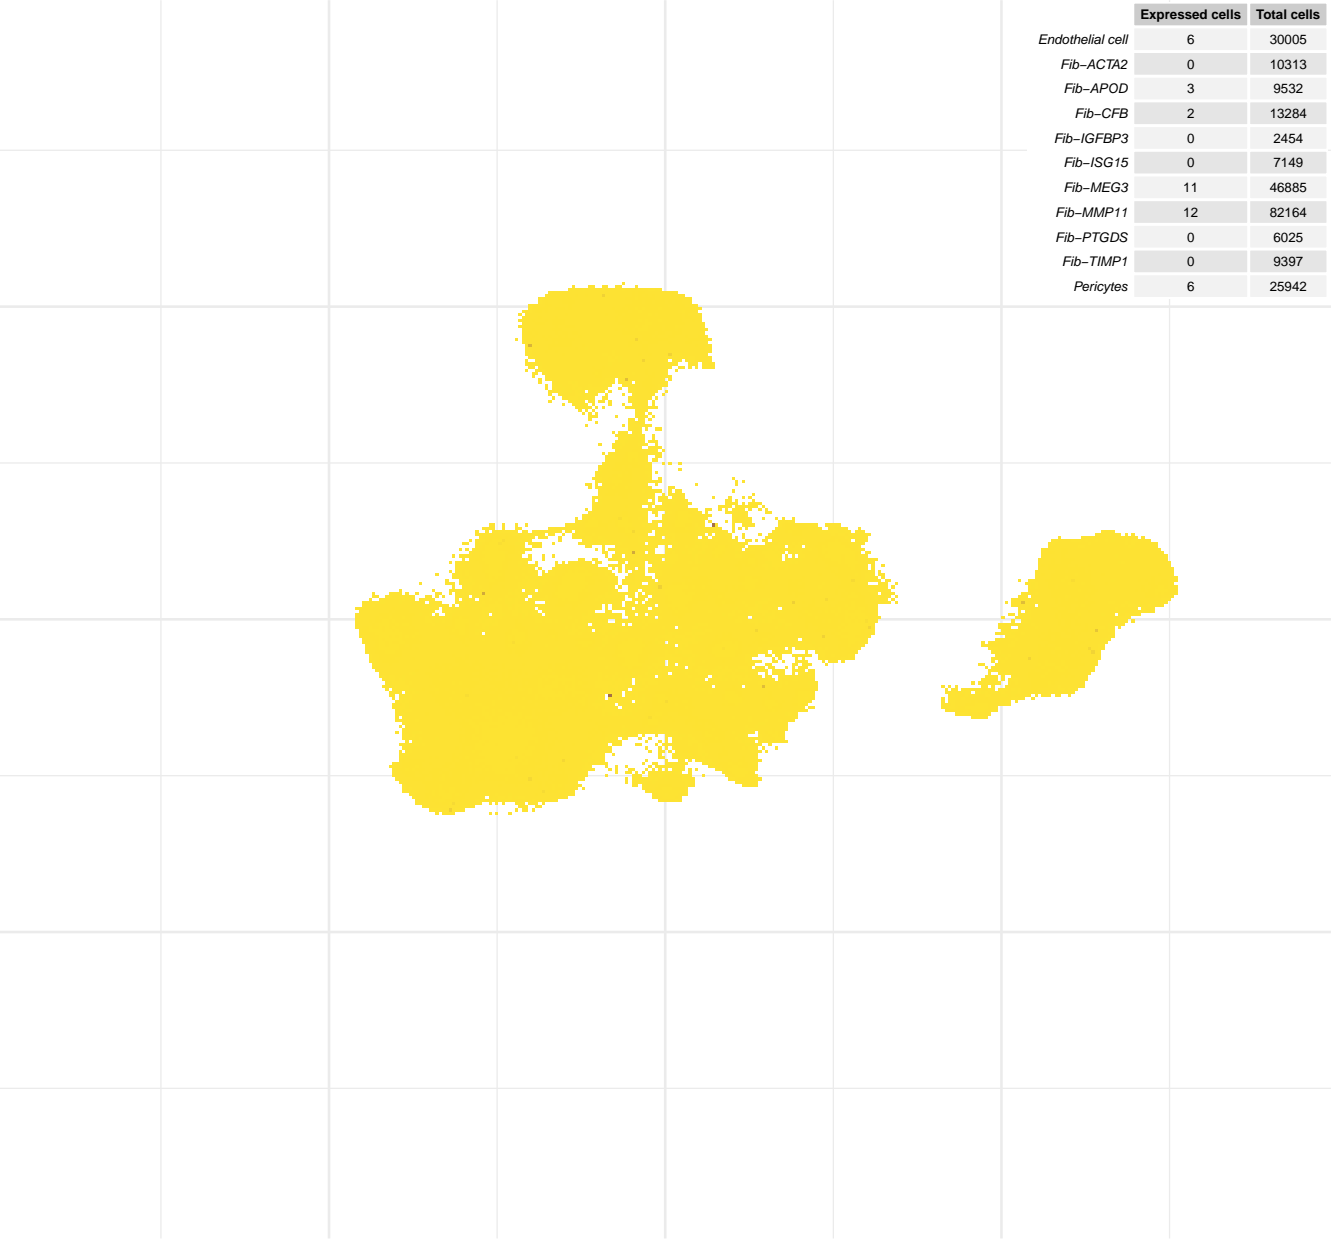 Expressed cells Total cells
Endothelial cell 6 30005
Fib−ACTA2 0 10313
Fib−APOD 3 9532
Fib−CFB 2 13284
Fib−IGFBP3 0 2454
Fib−ISG15 0 7149
Fib−MEG3 11 46885
Fib−MMP11 12 82164
Fib−PTGDS 0 6025
Fib−TIMP1 0 9397
Pericytes 6 25942